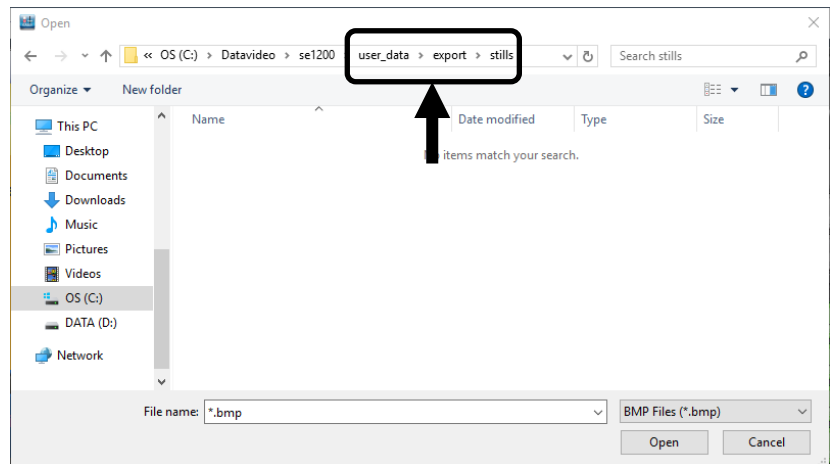 Open
« OS (C:) › Datavideo › se1200 user_data › export › stills Search stills
Organize New folder
Name Date modified Type Size
items match your search.
This PC
Desktop
Documents
Downloads
Music
Pictures
Videos
OS (C:)
DATA (D:)
Network
File name: *.bmp BMP Files (*.bmp)
Open Cancel